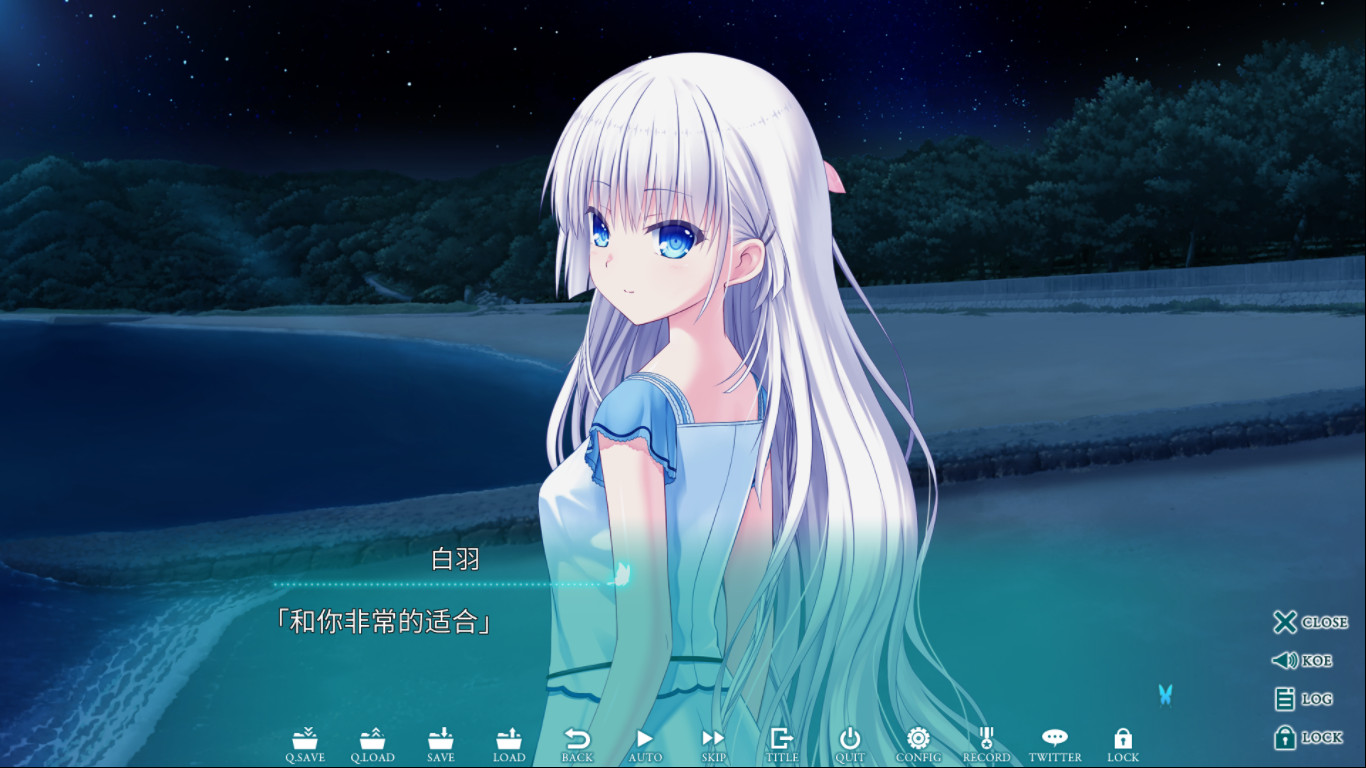 白羽
「和你非常的适合」
CLOSE
KOE
LOG
LOCK
Q.SAVE Q.LOAD SAVE LOAD BACK AUTO SKIP TITLE QUIT CONFIG RECORD TWITTER LOCK